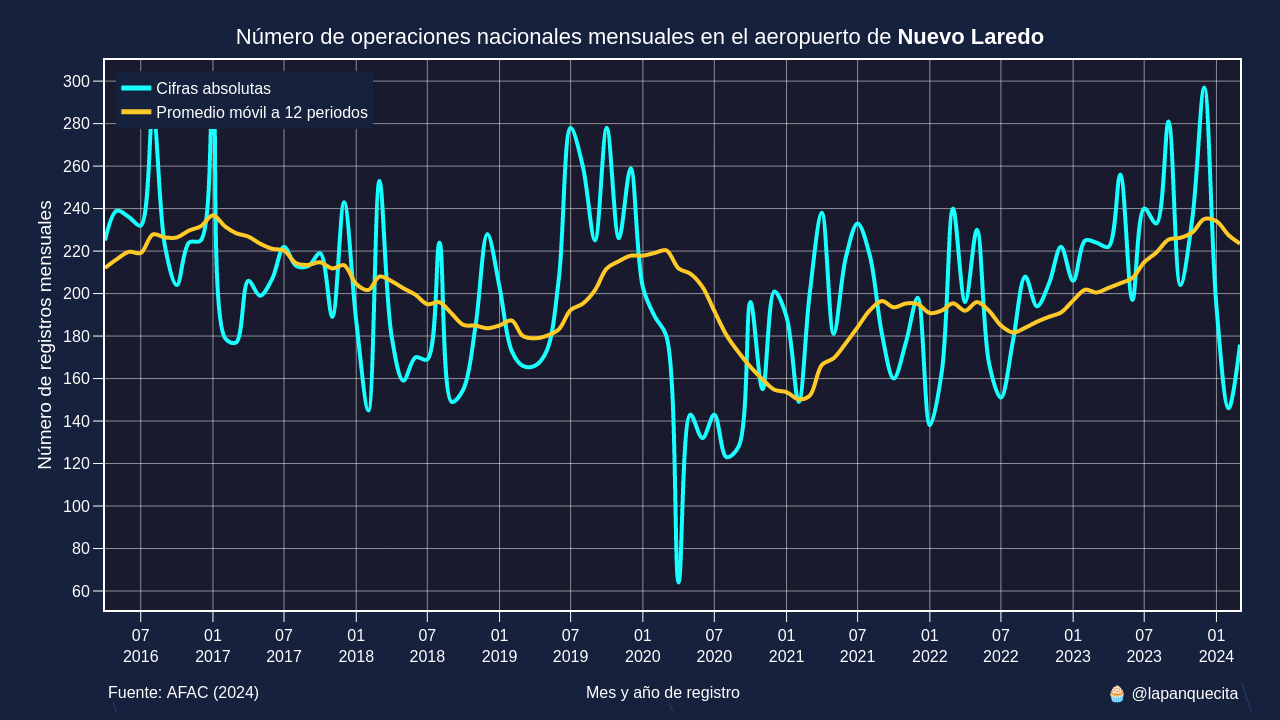 Número de operaciones nacionales mensuales en el aeropuerto de Nuevo Laredo
Cifras absolutas
Promedio móvil a 12 periodos
Número de registros mensuales
300
280
260
240
220
200
180
160
140
120
100
80
60
07 01 07 01 07 01 07 01 07 01 07 01 07 01 07 01
2016 2017 2017 2018 2018 2019 2019 2020 2020 2021 2021 2022 2022 2023 2023 2024
Fuente: AFAC (2024)
Mes y año de registro
🧁 @lapanquecita